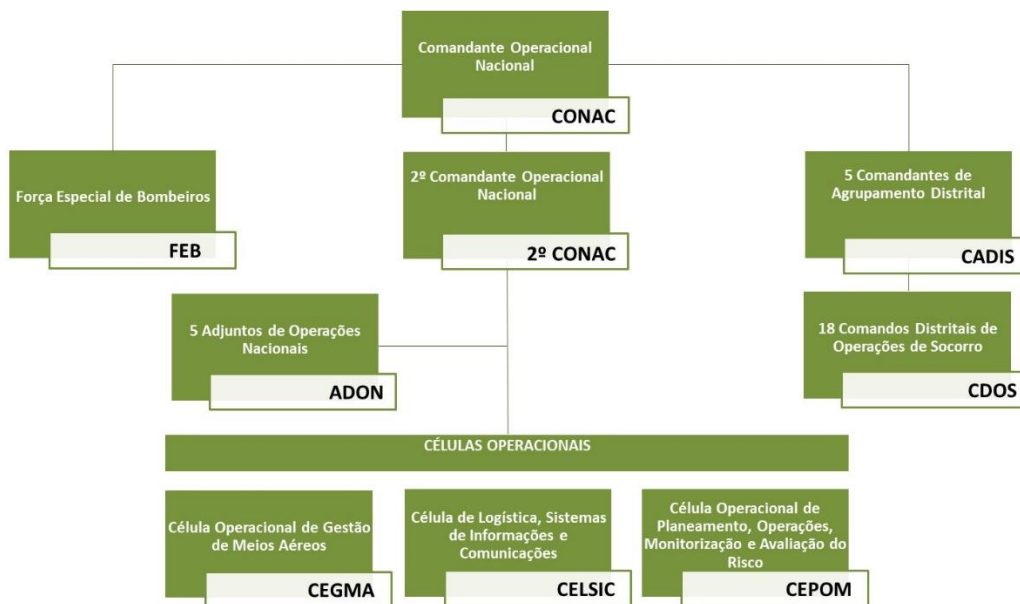 Comandante Operacional
Nacional
CONAC
Força Especial de Bombeiros
FEB
2º Comandante Operacional
Nacional
2º CONAC
5 Comandantes de
Agrupamento Distrital
CADIS
5 Adjuntos de Operações
Nacionais
ADON
18 Comandos Distritais de
Operações de Socorro
CDOS
CÉLULAS OPERACIONAIS
Célula Operacional de Gestão
de Meios Aéreos
CEGMA
Célula de Logística, Sistemas
de Informações e
Comunicações
CELSIC
Célula Operacional de
Planeamento, Operações,
Monitorização e Avaliação do
Risco
CEPOM